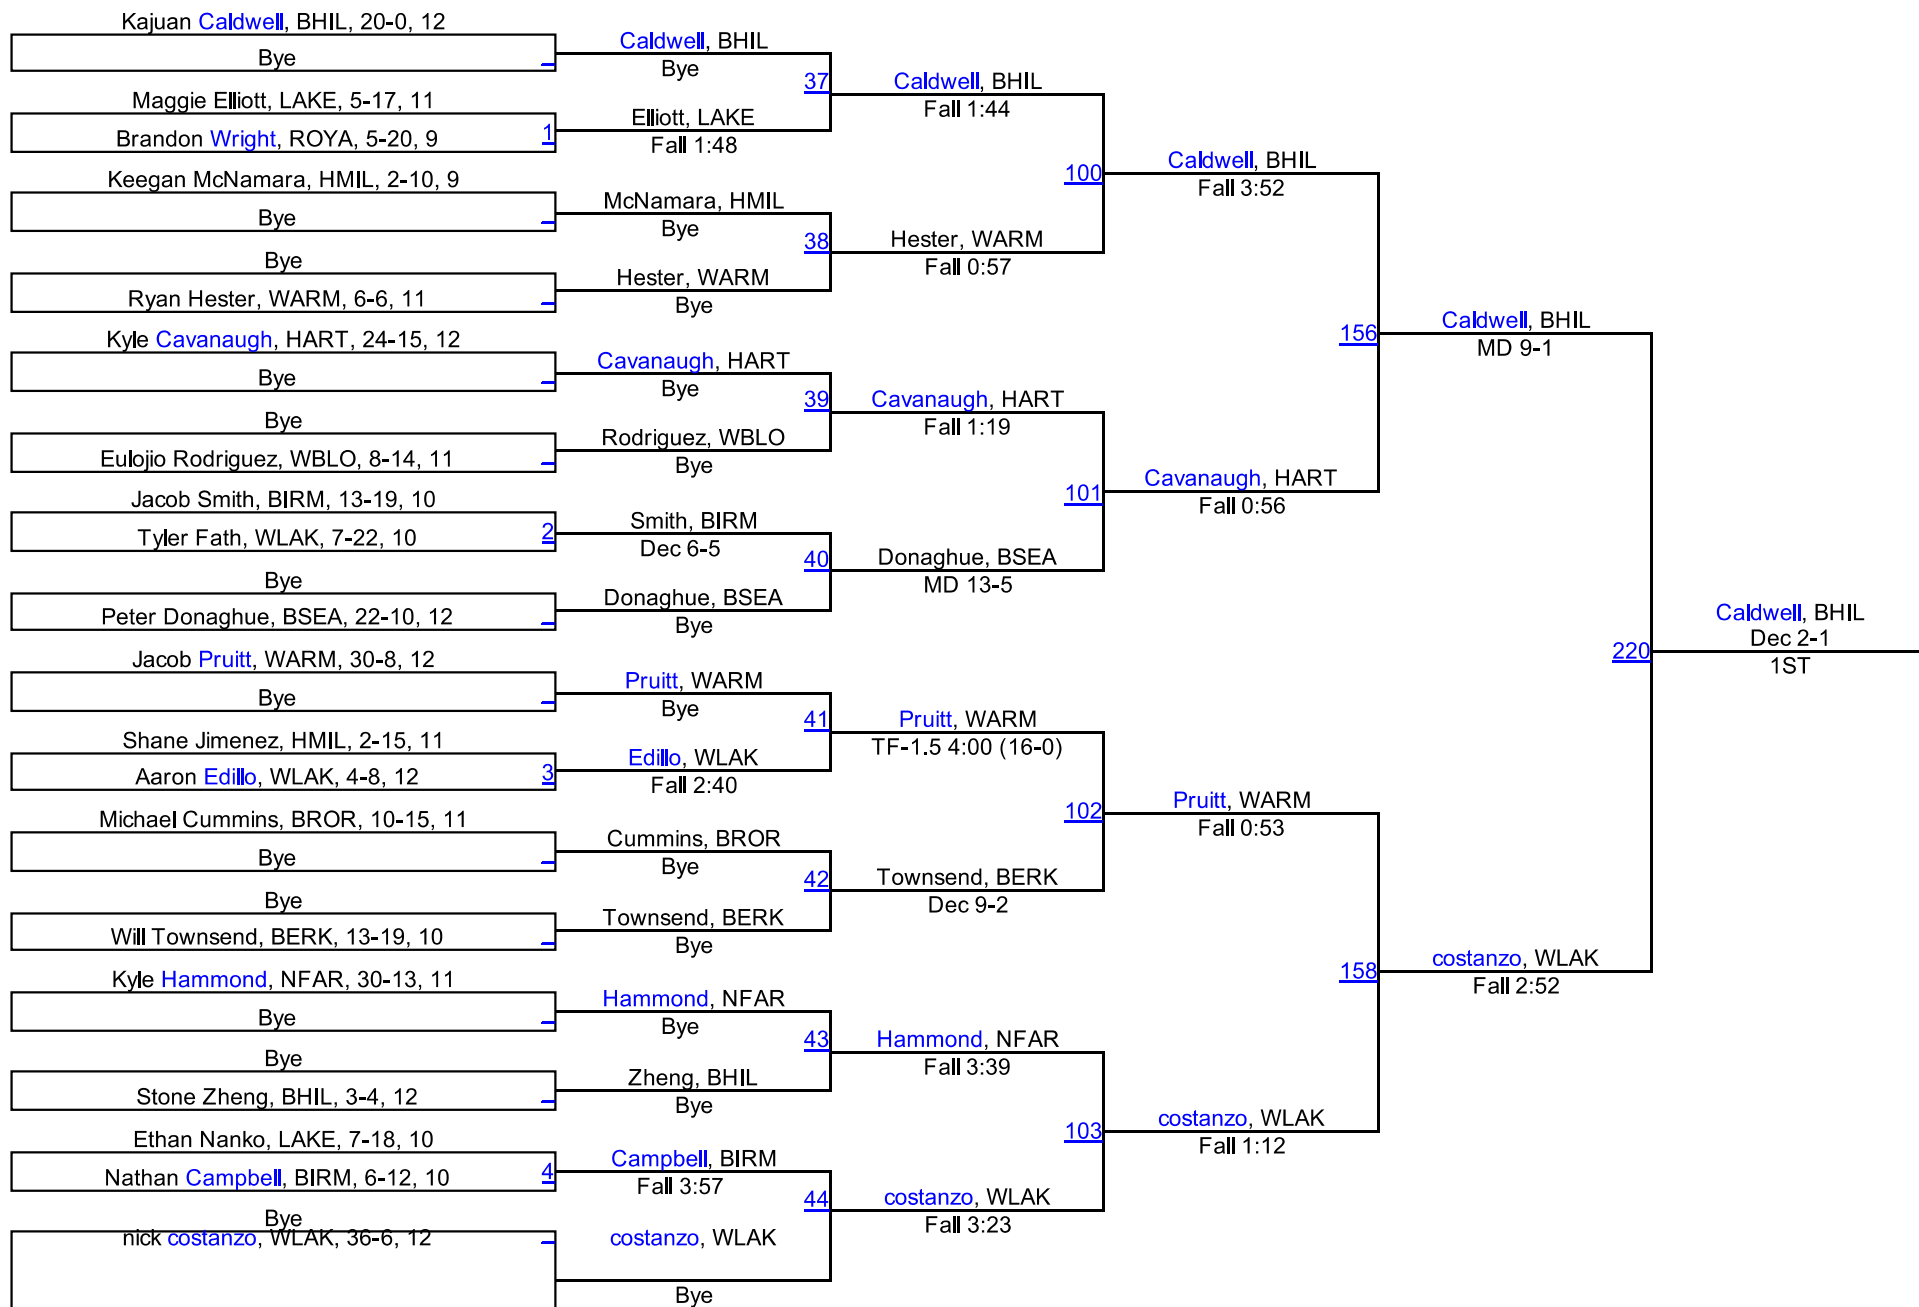 Kajuan Caldwell, BHIL, 20-0, 12
Bye
Maggie Elliott, LAKE, 5-17, 11
Brandon Wright, ROYA, 5-20, 9
1
Keegan McNamara, HMIL, 2-10, 9
Bye
Bye
Ryan Hester, WARM, 6-6, 11
Kyle Cavanaugh, HART, 24-15, 12
Bye
Bye
Eulojio Rodriguez, WBLO, 8-14, 11
Jacob Smith, BIRM, 13-19, 10
Tyler Fath, WLAK, 7-22, 10
2
Bye
Peter Donaghue, BSEA, 22-10, 12
Jacob Pruitt, WARM, 30-8, 12
Bye
Shane Jimenez, HMIL, 2-15, 11
Aaron Edillo, WLAK, 4-8, 12
3
Michael Cummins, BROR, 10-15, 11
Bye
Bye
Will Townsend, BERK, 13-19, 10
Kyle Hammond, NFAR, 30-13, 11
Bye
Bye
Stone Zheng, BHIL, 3-4, 12
Ethan Nanko, LAKE, 7-18, 10
Nathan Campbell, BIRM, 6-12, 10
4
Bye
nick costanzo, WLAK, 36-6, 12
Caldwell, BHIL
Bye
37
Elliott, LAKE
Fall 1:48
McNamara, HMIL
Bye
38
Hester, WARM
Bye
Cavanaugh, HART
Bye
39
Rodriguez, WBLO
Bye
Smith, BIRM
Dec 6-5
40
Donaghue, BSEA
Bye
Pruitt, WARM
Bye
41
Edillo, WLAK
Fall 2:40
Cummins, BROR
Bye
42
Townsend, BERK
Bye
Hammond, NFAR
Bye
43
Zheng, BHIL
Bye
Campbell, BIRM
Fall 3:57
44
costanzo, WLAK
Bye
Caldwell, BHIL
Fall 1:44
100
Hester, WARM
Fall 0:57
Cavanaugh, HART
Fall 1:19
101
Donaghue, BSEA
MD 13-5
Pruitt, WARM
TF-1.5 4:00 (16-0)
102
Townsend, BERK
Dec 9-2
Hammond, NFAR
Fall 3:39
103
costanzo, WLAK
Fall 3:23
Caldwell, BHIL
Fall 3:52
156
Cavanaugh, HART
Fall 0:56
Pruitt, WARM
Fall 0:53
158
costanzo, WLAK
Fall 1:12
Caldwell, BHIL
MD 9-1
220
costanzo, WLAK
Fall 2:52
Caldwell, BHIL
Dec 2-1
1ST